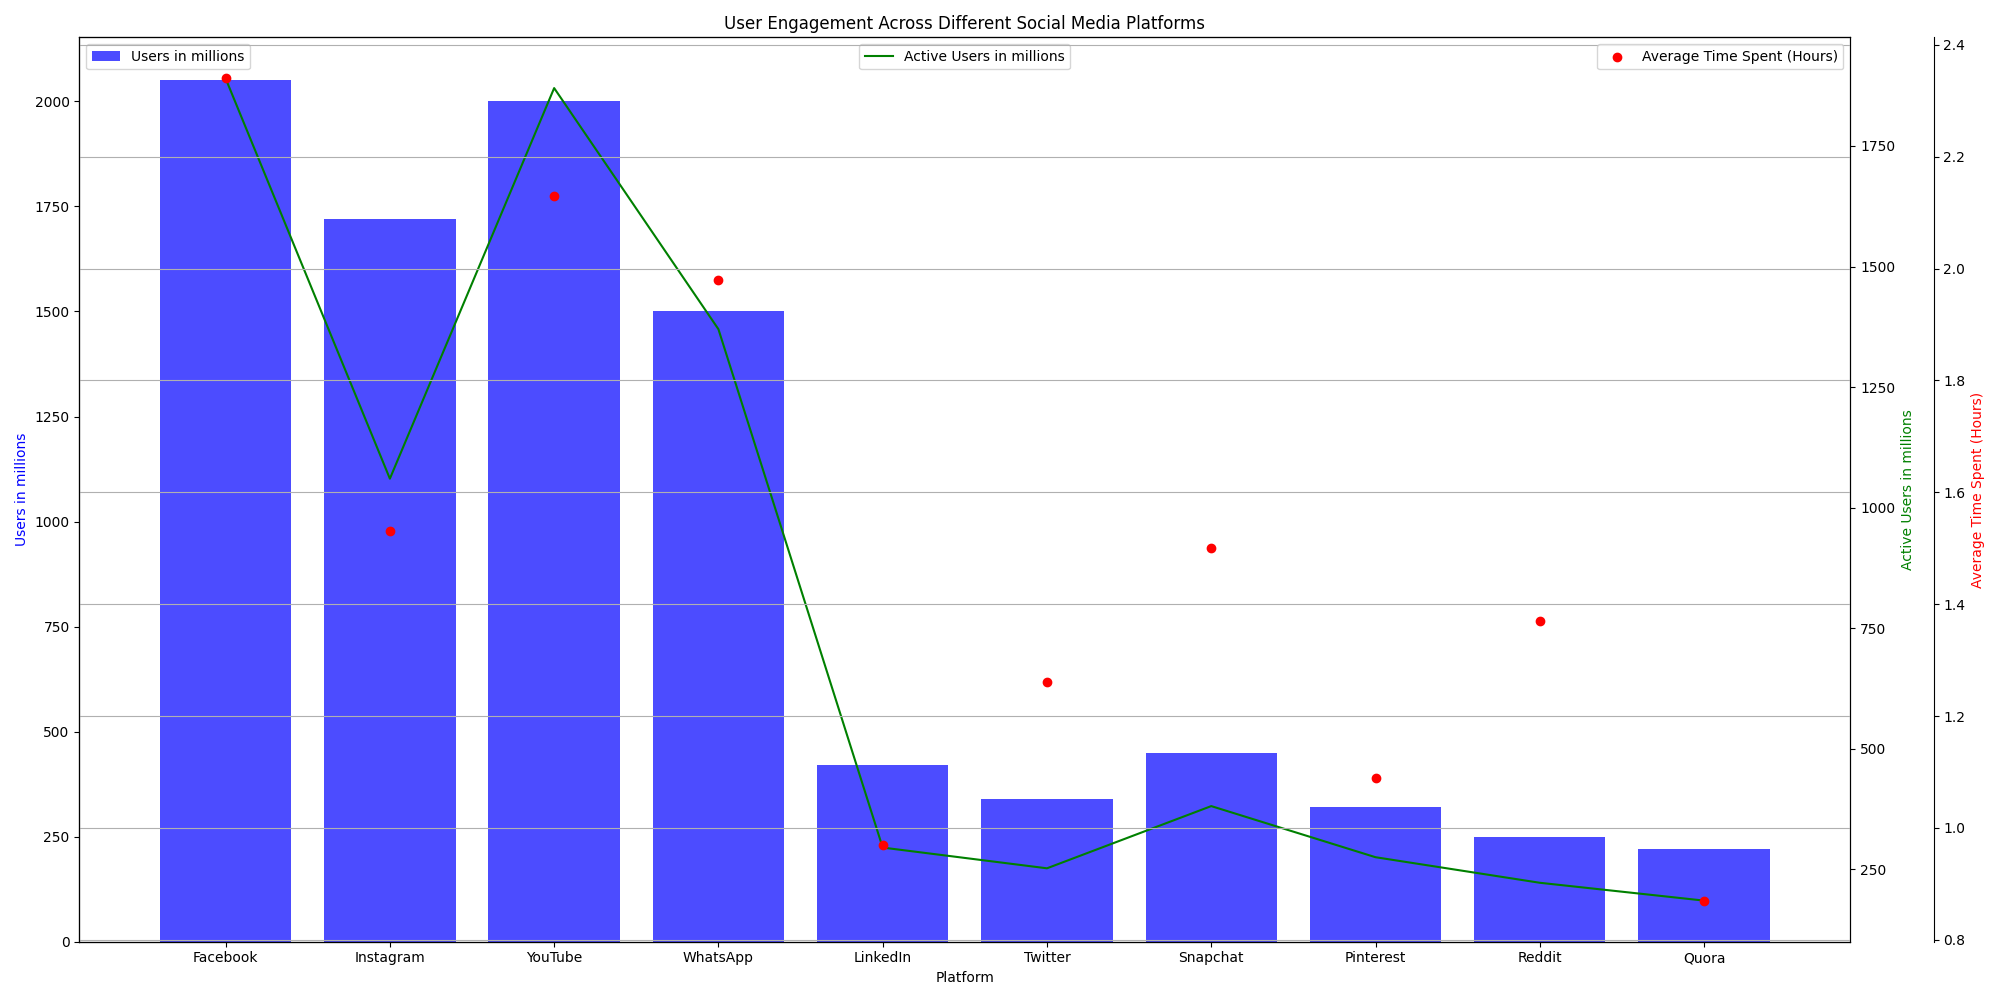 User Engagement Across Different Social Media Platforms
Users in millions
Active Users in millions
Average Time Spent (Hours)
2000
1750
1500
1250
1000
750
500
250
0
Users in millions
1750
1500
1250
1000
750
500
250
Active Users in millions
2.4
2.2
2.0
1.8
1.6
1.4
1.2
1.0
0.8
Average Time Spent (Hours)
Facebook
Instagram
YouTube
WhatsApp
LinkedIn
Twitter
Snapchat
Pinterest
Reddit
Quora
Platform